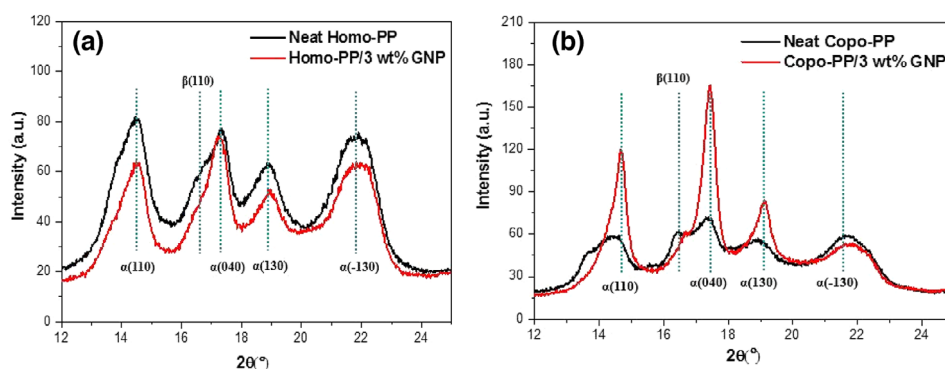 (a)
Neat Homo-PP
Homo-PP/3 wt% GNP
β(110)
α(110)
α(040)
α(130)
α(-130)
Intensity (a.u.)
120
100
80
60
40
20
0
12
14
16
18
20
22
24
2θ(°)
(b)
Neat Copo-PP
Copo-PP/3 wt% GNP
β(110)
α(110)
α(040)
α(130)
α(-130)
Intensity (a.u.)
210
180
150
120
90
60
30
0
12
14
16
18
20
22
24
2θ(°)